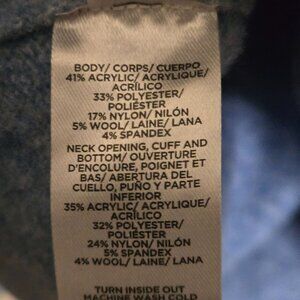 BODY/ CORPS/ CUERPO
41% ACRYLIC/ ACRYLIQUE/
ACRÍLICO
33% POLYESTER/
POLIÉSTER
17% NYLON/ NILÓN
5% WOOL/ LAINE/ LANA
4% SPANDEX
NECK OPENING, CUFF AND
BOTTOM/ OUVERTURE
D'ENCOLURE, POIGNET ET
BAS/ ABERTURA DEL
CUELLO, PUÑO Y PARTE
INFERIOR
35% ACRYLIC/ ACRYLIQUE/
ACRÍLICO
32% POLYESTER/
POLIÉSTER
24% NYLON/ NILÓN
5% SPANDEX
4% WOOL/ LAINE/ LANA
TURN INSIDE OUT
MACHINE WASH COLD